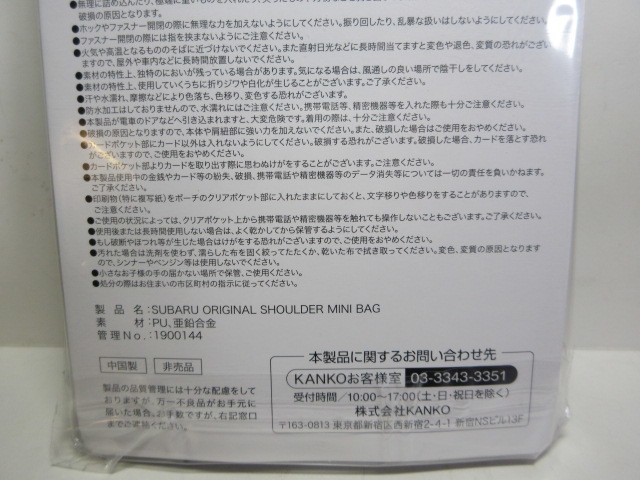 ●無理に詰め込んだり、極端に重いものを入れたり
破損の原因となります。
●ホックやファスナー開閉の際に無理な力を加えないようにしてください。振り回したり、乱暴な扱いはしないようにしてください。
●ファスナー開閉の際には指を挟まないようにご注意ください。
●火気や高温となるもののそばに近づけないでください。また直射日光などに長時間当てますと変色や退色、変質の恐れがござい
ますので、屋外や車内などに長時間放置しないでください。
●素材の特性上、独特のにおいが残っている場合があります。気になる場合は、風通しの良い場所で陰干しをしてください。
●素材の特性上、使用していくうちに折りジワや白化が生じることがございます。ご了承ください。
●汗や水濡れ、摩擦などにより色落ち、色移り、変色する恐れがございます。
●防水加工はしておりませんので、水濡れにはご注意ください。携帯電話等、精密機器等を入れた際も十分ご注意ください。
●本製品が電車のドアなどへ引き込まれますと、大変危険です。着用の際は、十分ご注意ください。
●破損の原因となりますので、本体や肩紐部に強い力を加えないでください。また、破損した場合はご使用をおやめください。
●カードポケット部にカード以外は入れないようにしてください。破損する恐れがございます。破損した場合、カードを落とす恐れ
がございますので、ご使用をおやめください。
●カードポケット部よりカードを取り出す際に思わぬけがをすることがございます。ご注意ください。
●本製品使用中の金銭やカード等の紛失、破損、携帯電話や精密機器等のデータ消失等については一切の責任を負いかねます。
ご了承ください。
●印刷物(特に複写紙)をポーチのクリアポケット部に入れたままにしておくと、文字移りや色移りをすることがありますので、
ご注意ください。
●ご使用の状況によっては、クリアポケット上から携帯電話や精密機器等を触れても操作しないこともございます。ご了承ください。
●使用後または長時間使用しない場合は、よく乾かしてから保管するようにしてください。
●もし破断やほつれ等が生じた場合はけがをする恐れがございますので、ご使用をおやめください。
●汚れた場合は洗剤を使わず、濡らした布を固く絞ってたたくか、乾いた布で拭き取ってください。変色、変質の原因となります
ので、シンナーやベンジン等は使用しないでください。
●小さなお子様の手の届かない場所で保管、ご使用ください。
●処分の際はお住まいの市区町村の指示に従ってください。
製 品 名:SUBARU ORIGINAL SHOULDER MINI BAG
素 材:PU、亜鉛合金
管理No.:1900144
中国製 非売品
製品の品質管理には十分な配慮をして
おりますが、万一不良品がお手元に
届いた場合、お手数ですが、右記窓口
までご連絡ください。
本製品に関するお問い合わせ先
KANKOお客様室 03-3343-3351
受付時間/10:00〜17:00(土・日・祝日を除く)
株式会社KANKO
〒163-0813 東京都新宿区西新宿2-4-1 新宿NSビル13F